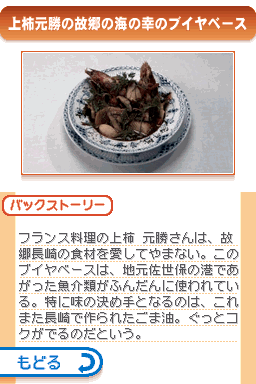 上柿元勝の故郷の海の幸のブイヤベース
バックストーリー
フランス料理の上柿 元勝さんは、故
郷長崎の食材を愛してやまない。この
ブイヤベースは、地元佐世保の港であ
がった魚介類がふんだんに使われてい
る。特に味の決め手となるのは、これ
また長崎で作られたごま油。ぐっとコ
クがでるのだという。
もどる